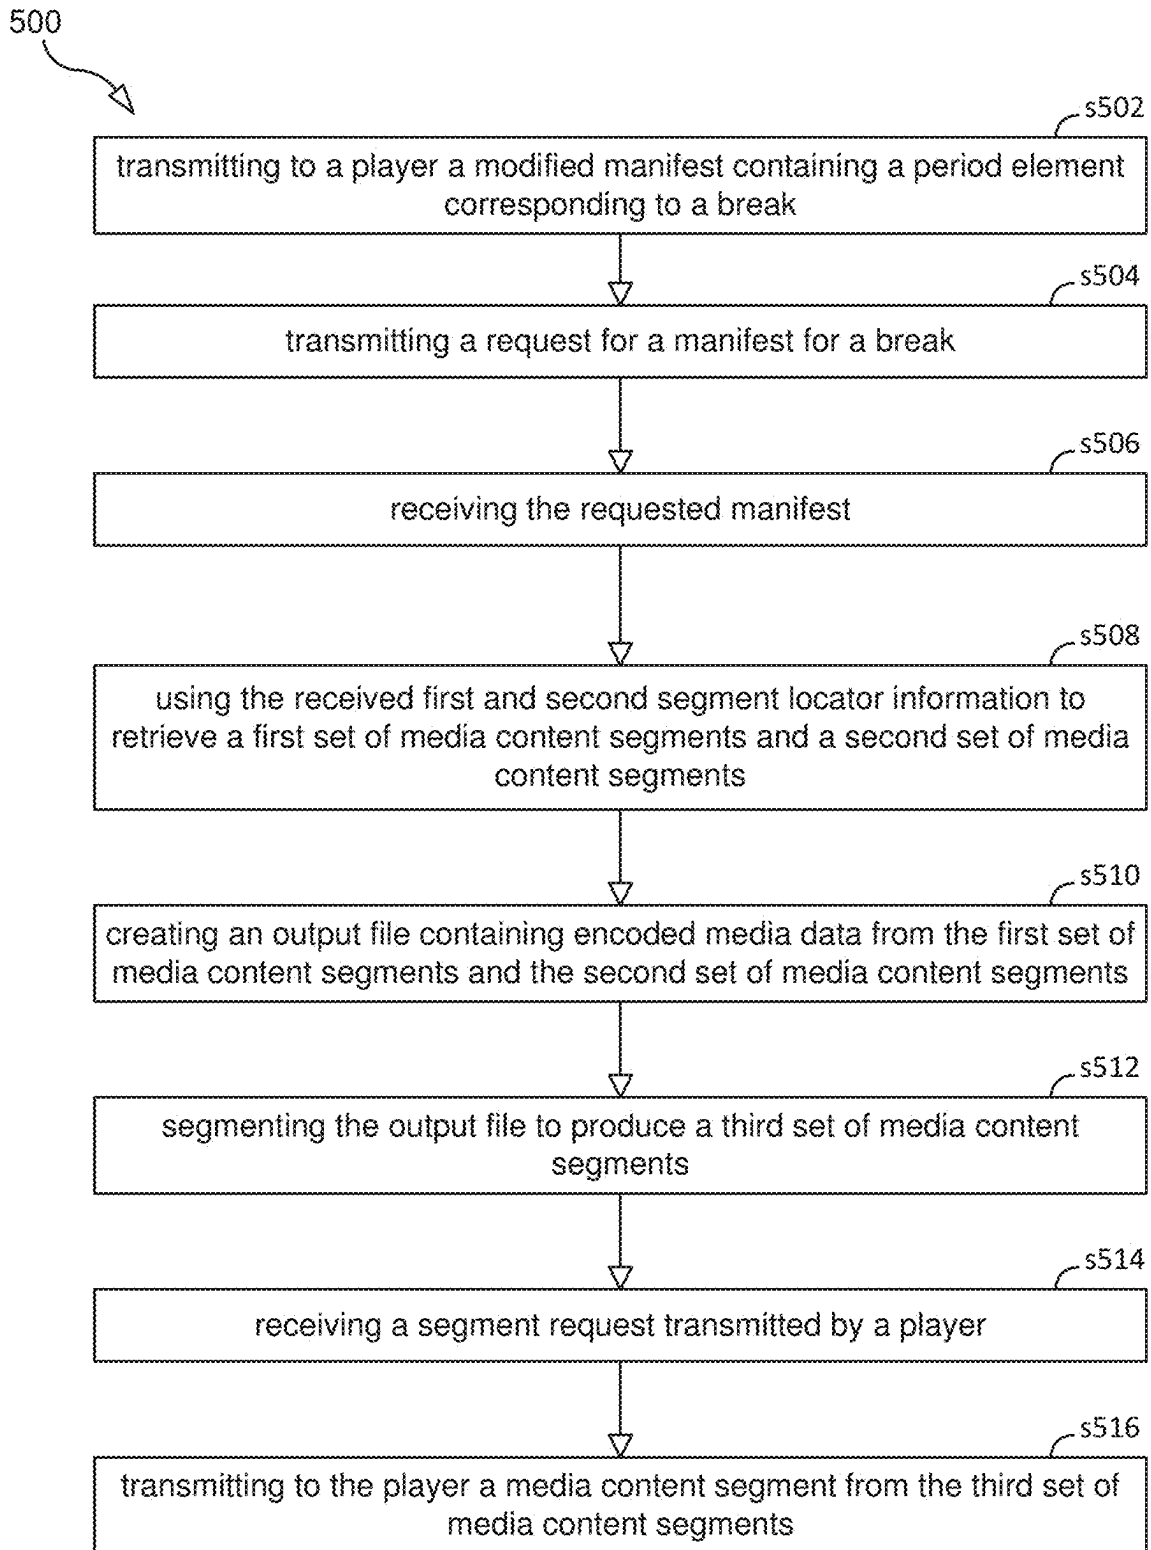 500
s502
transmitting to a player a modified manifest containing a period element
corresponding to a break
s504
transmitting a request for a manifest for a break
s506
receiving the requested manifest
s508
using the received first and second segment locator information to
retrieve a first set of media content segments and a second set of media
content segments
s510
creating an output file containing encoded media data from the first set of
media content segments and the second set of media content segments
s512
segmenting the output file to produce a third set of media content
segments
s514
receiving a segment request transmitted by a player
s516
transmitting to the player a media content segment from the third set of
media content segments